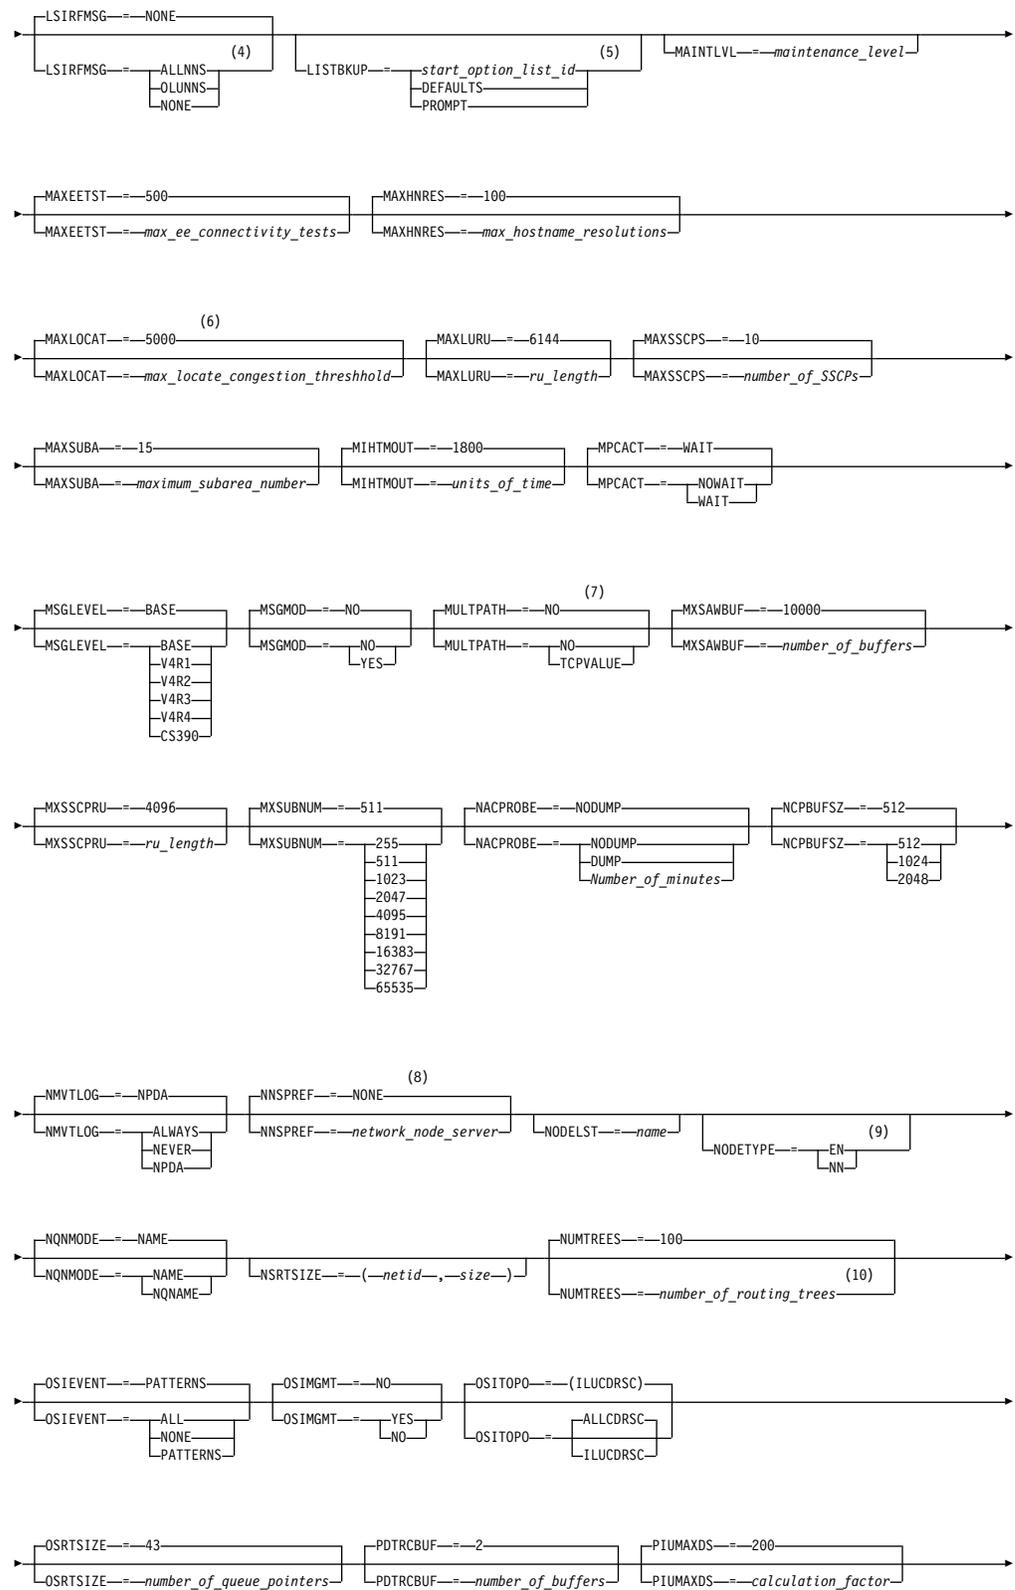 LSIRFMSG = NONE
(4) (5)
LSIRFMSG = ALLNNS LISTBKUP = start_option_list_id MAINTLVL = maintenance_level
OLUNNS DEFAULTS
NONE PROMPT
MAXEETST = 500 MAXHNRES = 100
MAXEETST = max_ee_connectivity_tests MAXHNRES = max_hostname_resolutions
(6)
MAXLOCAT = 5000 MAXLURU = 6144 MAXSSCPS = 10
MAXLOCAT = max_locate_congestion_threshhold MAXLURU = ru_length MAXSSCPS = number_of_SSCPs
MAXSUBA = 15 MIHTMOUT = 1800 MPCACT = WAIT
MAXSUBA = maximum_subarea_number MIHTMOUT = units_of_time MPCACT = NOWAIT
WAIT
(7)
MSGLEVEL = BASE MSGMOD = NO MULTPATH = NO MXSAWBUF = 10000
MSGLEVEL = BASE MSGMOD = NO MULTPATH = NO MXSAWBUF = number_of_buffers
V4R1 YES TCPVALUE
V4R2
V4R3
V4R4
CS390
MXSSCPRU = 4096 MXSUBNUM = 511 NACPROBE = NODUMP NCPBUFSZ = 512
MXSSCPRU = ru_length MXSUBNUM = 255 NACPROBE = NODUMP NCPBUFSZ = 512
511 DUMP 1024
1023 Number_of_minutes 2048
2047
4095
8191
16383
32767
65535
(8)
NMVTLOG = NPDA NNSPREF = NONE
NMVTLOG = ALWAYS NNSPREF = network_node_server NODELST = name (9)
NEVER NODETYPE = EN
NPDA NN
NQNMODE = NAME NUMTREES = 100
NQNMODE = NAME NSRTSIZE = ( netid , size ) (10)
NQNAME NUMTREES = number_of_routing_trees
OSIEVENT = PATTERNS OSIMGMT = NO OSITOPO = (ILUCDRSC)
OSIEVENT = ALL OSIMGMT = YES ALLCDRSC
NONE NO OSITOPO =
PATTERNS ILUCDRSC
OSRTSIZE = 43 PDTRCBUF = 2 PIUMAXDS = 200
OSRTSIZE = number_of_queue_pointers PDTRCBUF = number_of_buffers PIUMAXDS = calculation_factor